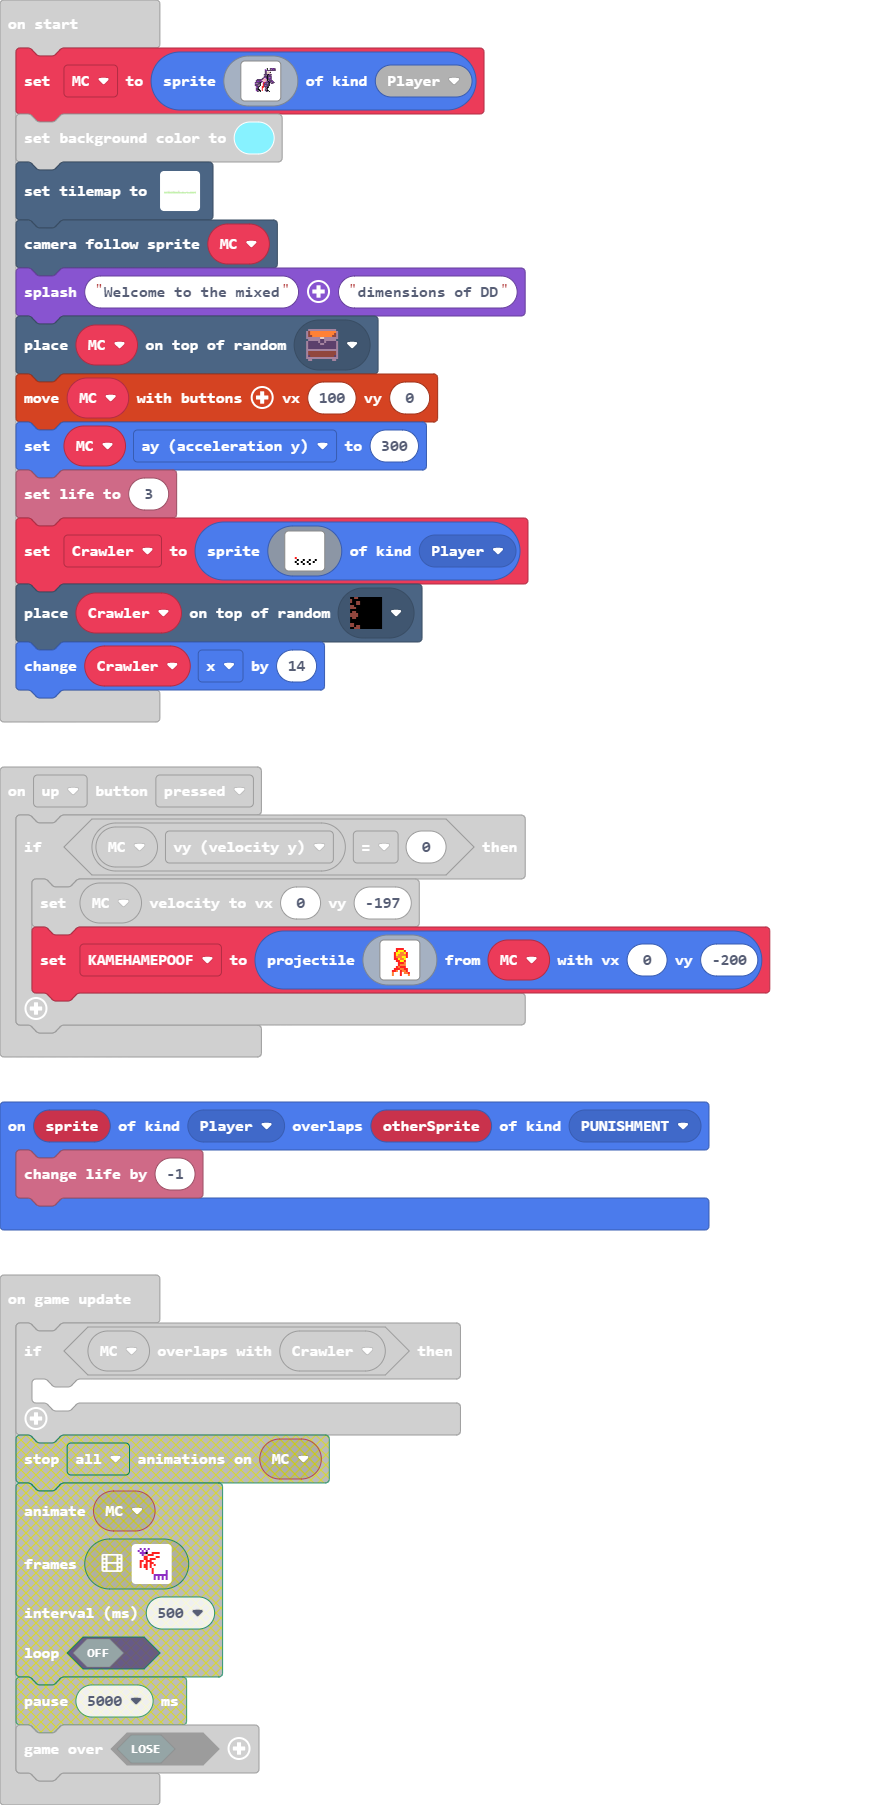 on start
set MC to sprite of kind Player
set background color to
set tilemap to
camera follow sprite MC
splash "Welcome to the mixed" "dimensions of DD"
place MC on top of random
move MC with buttons vx 100 vy 0
set MC ay (acceleration y) to 300
set life to 3
set Crawler to sprite of kind Player
place Crawler on top of random
change Crawler x by 14
on up button pressed
if MC vy (velocity y) = 0 then
set MC velocity to vx 0 vy -197
set KAMEHAMEPOOF to projectile from MC with vx 0 vy -200
on sprite of kind Player overlaps otherSprite of kind PUNISHMENT
change life by -1
on game update
if MC overlaps with Crawler then
stop all animations on MC
animate MC
frames
interval (ms) 500
loop OFF
pause 5000 ms
game over LOSE